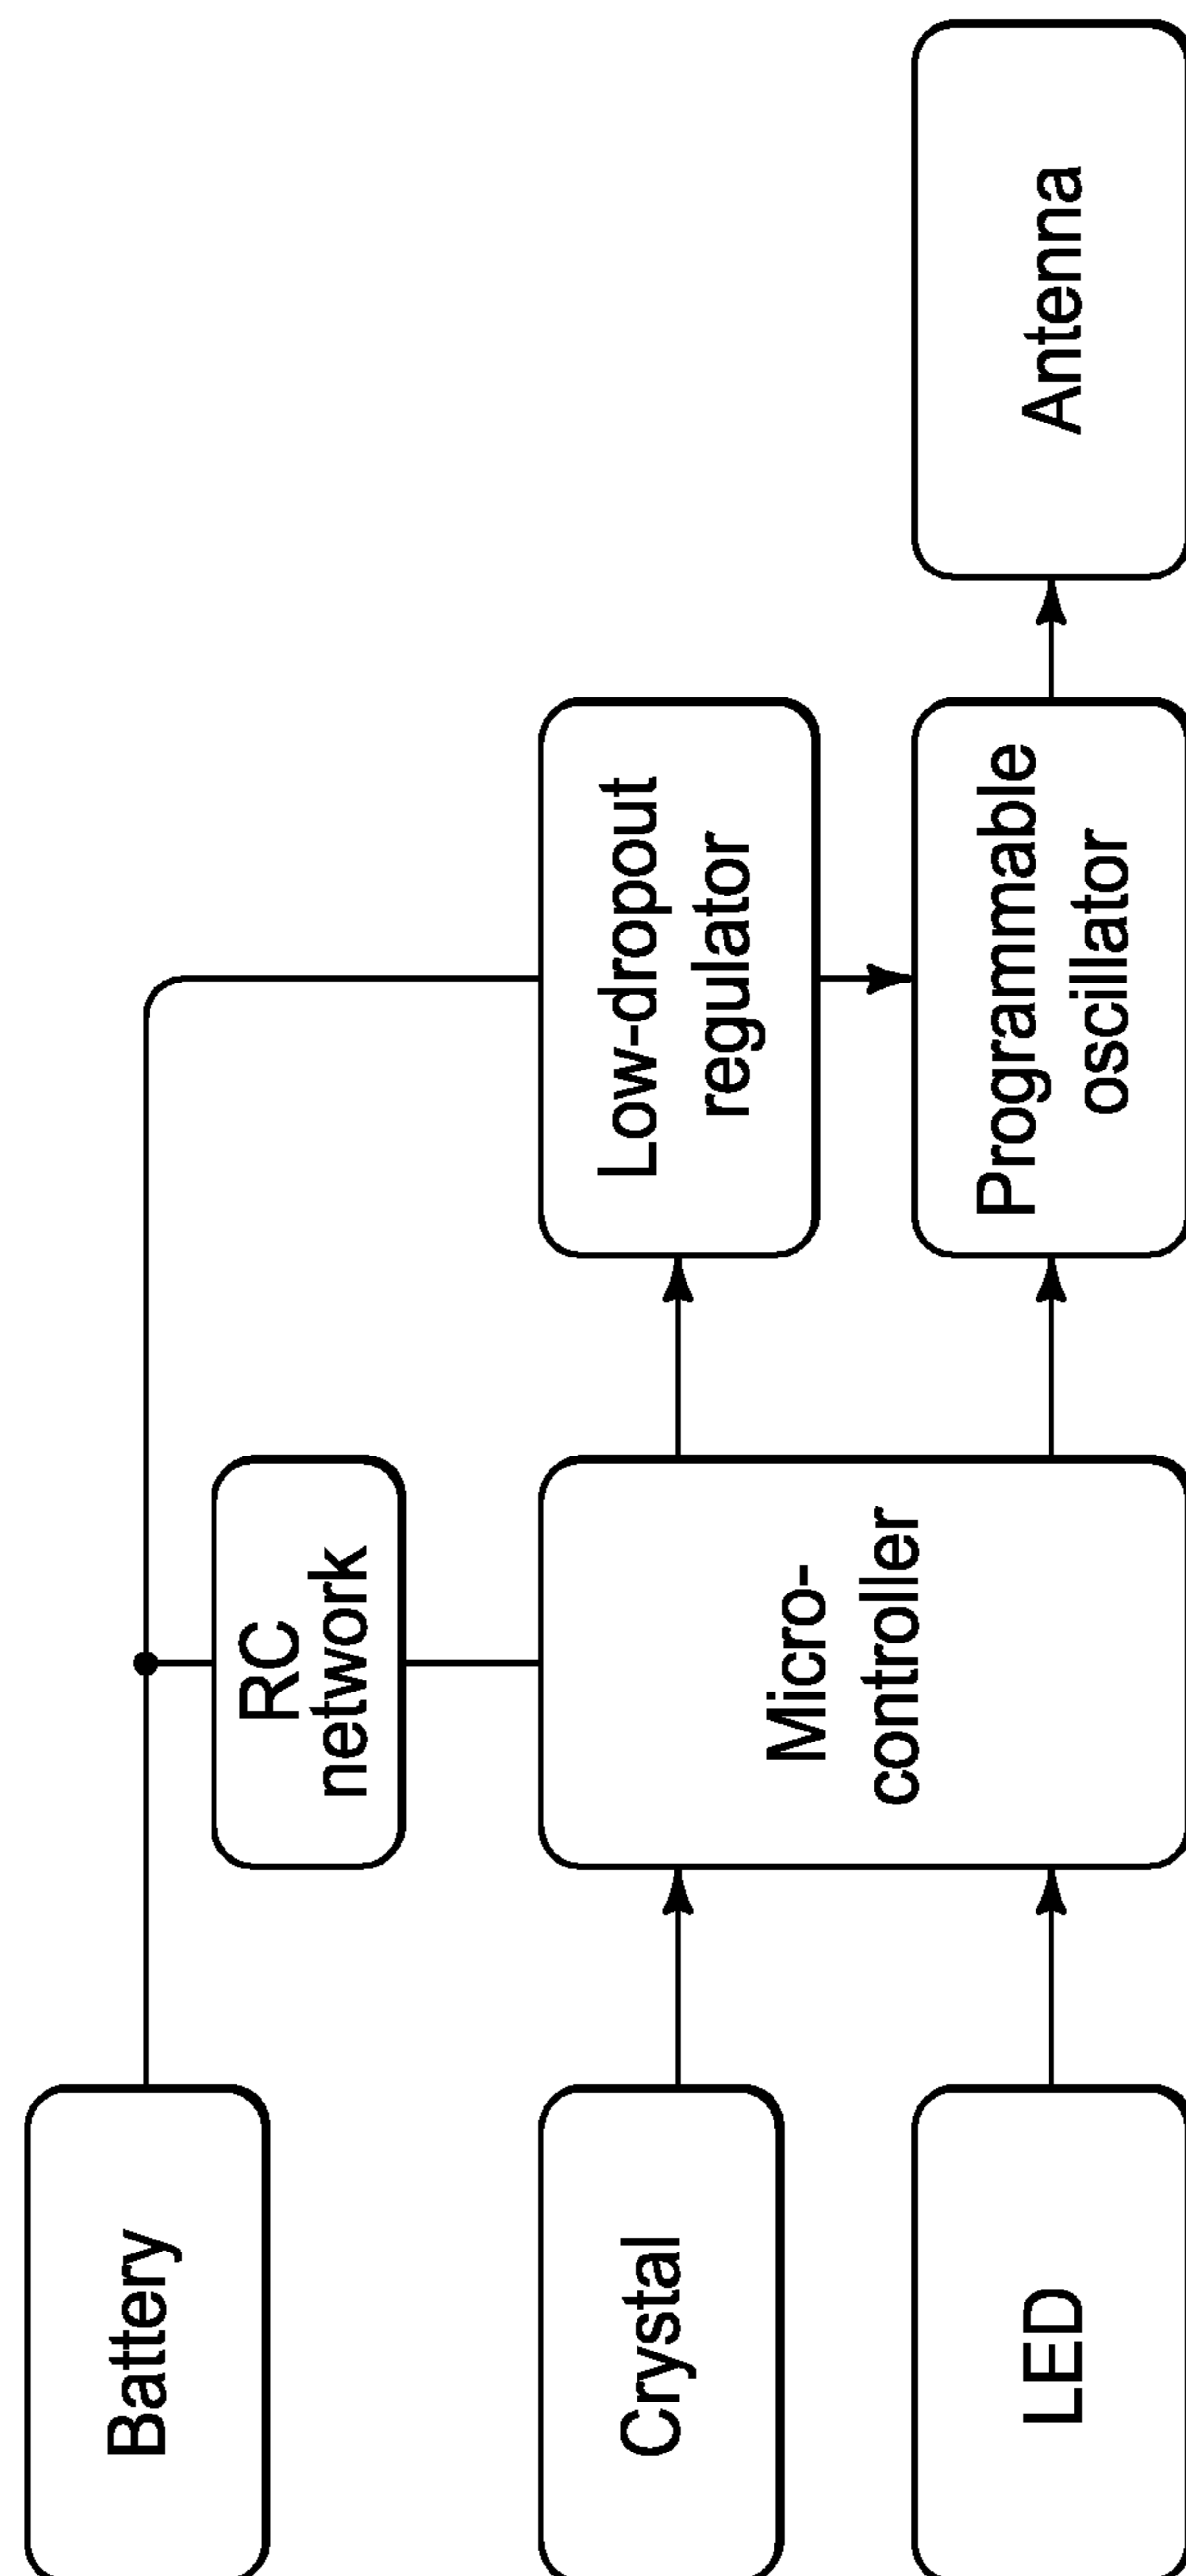 Battery
RC
network
Crystal
Micro-
controller
Low-dropout
regulator
LED
Programmable
oscillator
Antenna